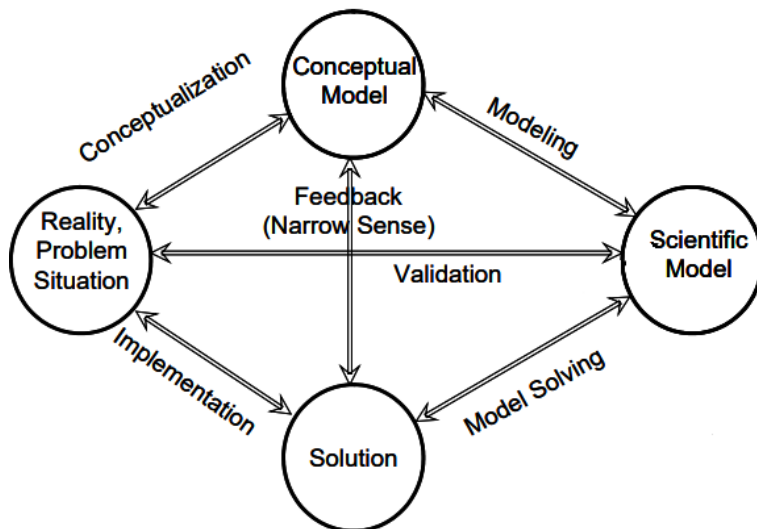 Conceptual
Model
Conceptualization
Modeling
Feedback
(Narrow Sense)
Reality,
Problem
Situation
Scientific
Model
Validation
Implementation
Model Solving
Solution